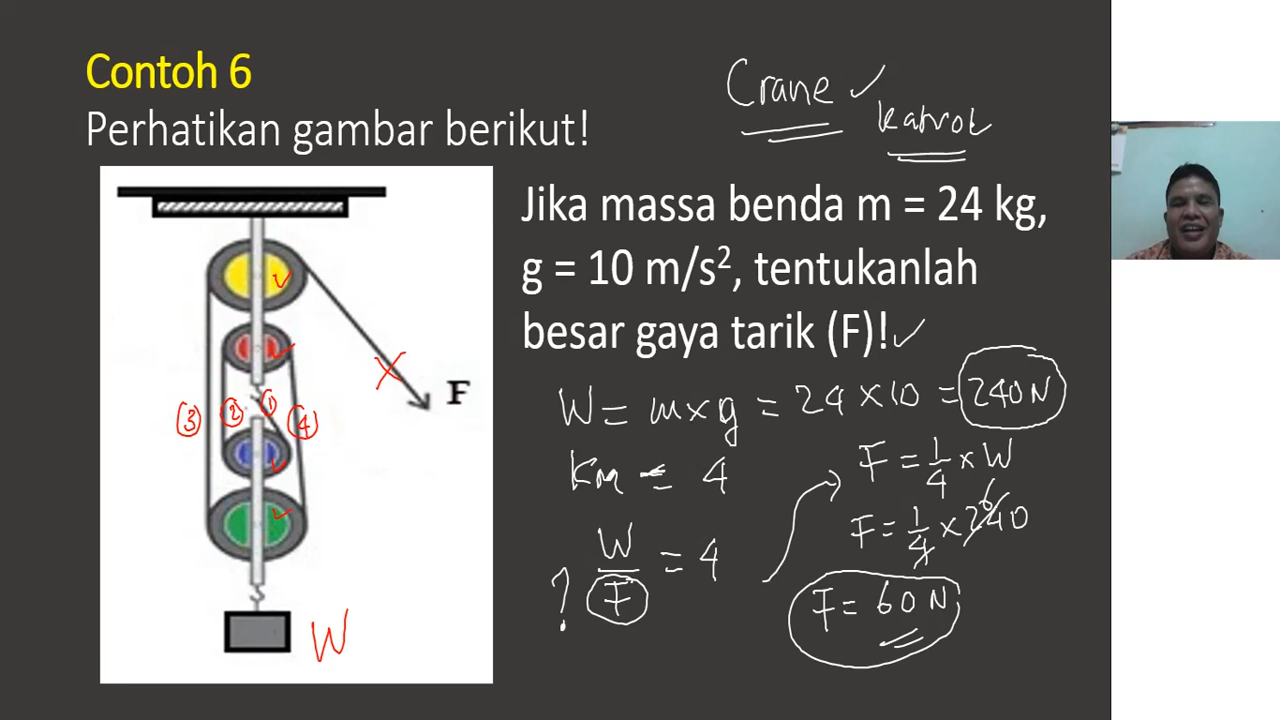 Contoh 6
Perhatikan gambar berikut!
Crane ✓
katrol
Jika massa benda m = 24 kg,
g = 10 m/s², tentukanlah
besar gaya tarik (F)! ✓
F
③ ② ① ④
W
W = m x g = 24 x 10 = 240 N
Km = 4
W/F = 4
?
F = 1/4 x W
F = 1/4 x 240
6
F = 60 N